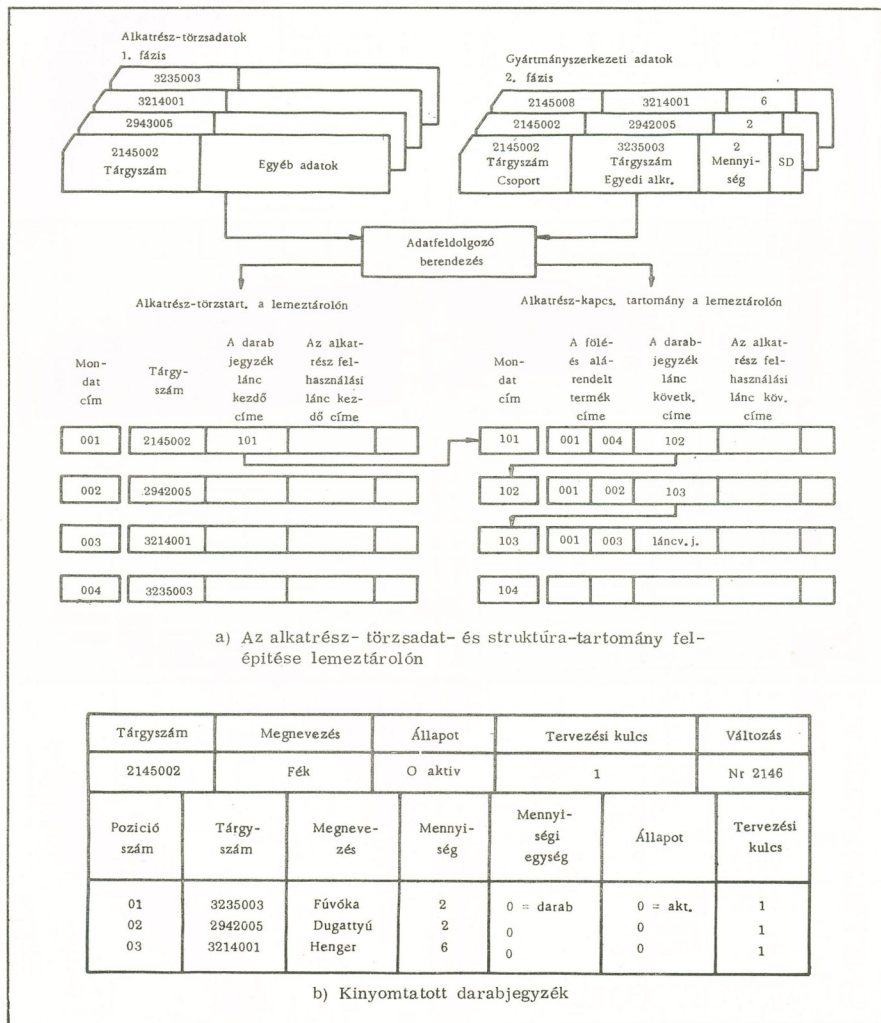 Alkatrész-törzsadatok
1. fázis
3235003
3214001
2943005
2145002
Tárgyszám
Egyéb adatok
Gyártmányszerkezeti adatok
2. fázis
2145008 3214001 6
2145002 2942005 2
2145002 3235003 2
Tárgyszám Tárgyszám Mennyi- SD
Csoport Egyedi alkr. ség
Adatfeldolgozó
berendezés
Alkatrész-törzstart. a lemeztárolón
Mon-
dat
cím
Tárgy-
szám
A darab
jegyzék
lánc
kezdő
címe
Az alkat-
rész fel-
használási
lánc kez-
dő címe
001 2145002 101
002 2942005
003 3214001
004 3235003
Alkatrész-kapcs. tartomány a lemeztárolón
Mon-
dat
cím
A fölé-
és alá-
rendelt
termék
címe
A darab-
jegyzék
lánc
követk.
címe
Az alkat-
rész fel-
használási
lánc köv.
címe
101 001 004 102
102 001 002 103
103 001 003 láncv.j.
104
a) Az alkatrész- törzsadat- és struktúra-tartomány fel-
épitése lemeztárolón
Tárgyszám Megnevezés Állapot Tervezési kulcs Változás
2145002 Fék O aktiv 1 Nr 2146
Pozició
szám
Tárgy-
szám
Megneve-
zés
Mennyi-
ség
Mennyi-
ségi
egység
Állapot
Tervezési
kulcs
01 3235003 Fúvóka 2 0 = darab 0 = akt. 1
02 2942005 Dugattyú 2 0 0 1
03 3214001 Henger 6 0 0 1
b) Kinyomtatott darabjegyzék